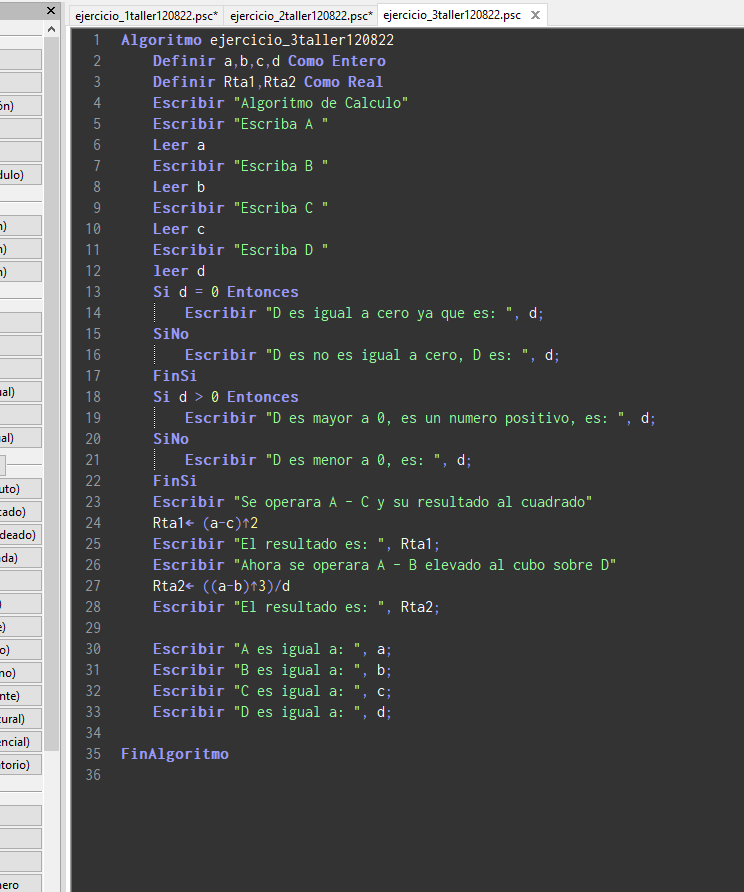 ejercicio_1taller120822.psc* ejercicio_2taller120822.psc* ejercicio_3taller120822.psc
1 Algoritmo ejercicio_3taller120822
2 Definir a,b,c,d Como Entero
3 Definir Rta1,Rta2 Como Real
4 Escribir "Algoritmo de Calculo"
5 Escribir "Escriba A "
6 Leer a
7 Escribir "Escriba B "
8 Leer b
9 Escribir "Escriba C "
10 Leer c
11 Escribir "Escriba D "
12 leer d
13 Si d = 0 Entonces
14 Escribir "D es igual a cero ya que es: ", d;
15 SiNo
16 Escribir "D es no es igual a cero, D es: ", d;
17 FinSi
18 Si d > 0 Entonces
19 Escribir "D es mayor a 0, es un numero positivo, es: ", d;
20 SiNo
21 Escribir "D es menor a 0, es: ", d;
22 FinSi
23 Escribir "Se operara A - C y su resultado al cuadrado"
24 Rta1← (a-c)↑2
25 Escribir "El resultado es: ", Rta1;
26 Escribir "Ahora se operara A - B elevado al cubo sobre D"
27 Rta2← ((a-b)↑3)/d
28 Escribir "El resultado es: ", Rta2;
29
30 Escribir "A es igual a: ", a;
31 Escribir "B es igual a: ", b;
32 Escribir "C es igual a: ", c;
33 Escribir "D es igual a: ", d;
34
35 FinAlgoritmo
36
ón)
dulo)
n)
n)
n)
ual)
ual)
uto)
tado)
deado)
ada)
)
e)
o)
no)
nte)
tural)
encial)
torio)
nero